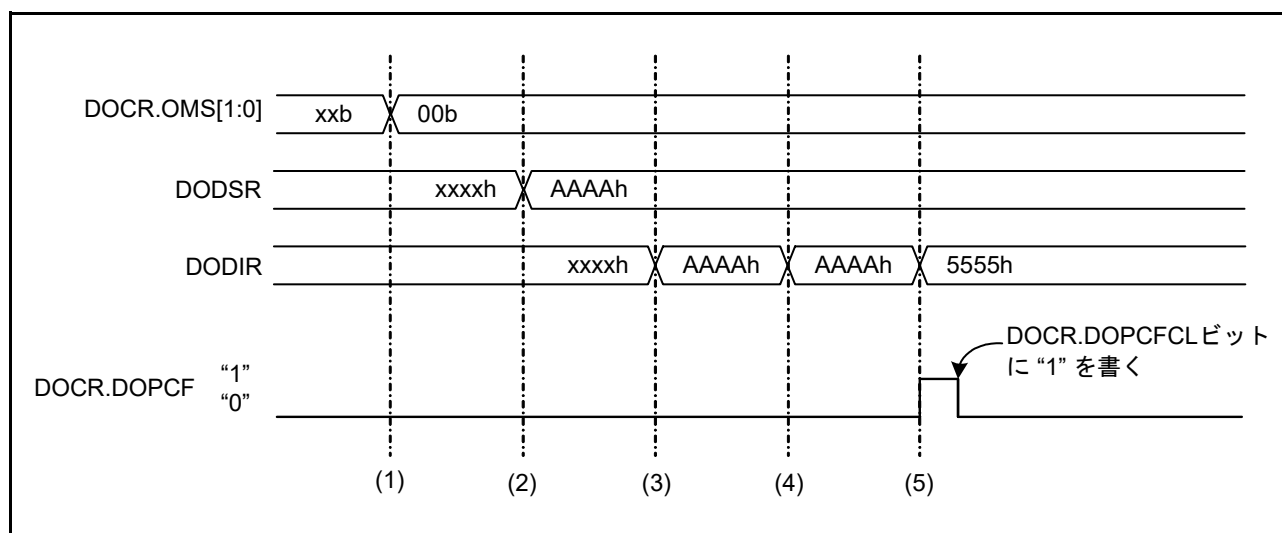 DOCR.OMS[1:0] xxb 00b
DODSR xxxxh AAAAh
DODIR xxxxh AAAAh AAAAh 5555h
DOCR.DOPCFCLビット
に “1” を書く
DOCR.DOPCF “1”
“0”
(1) (2) (3) (4) (5)